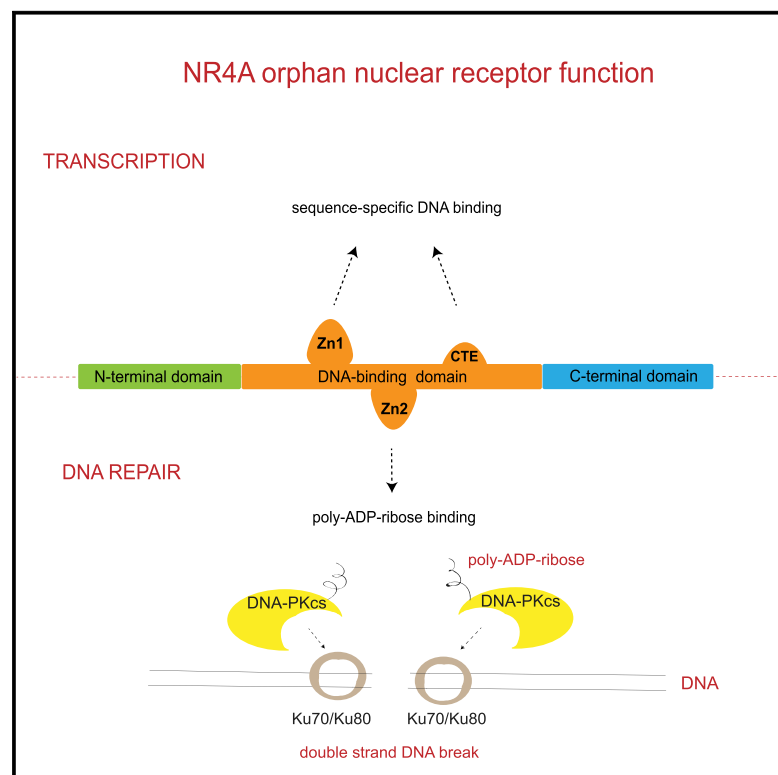 NR4A orphan nuclear receptor function
TRANSCRIPTION
sequence-specific DNA binding
Zn1
CTE
N-terminal domain
DNA-binding domain
C-terminal domain
Zn2
DNA REPAIR
poly-ADP-ribose binding
poly-ADP-ribose
DNA-PKcs
DNA-PKcs
DNA
Ku70/Ku80
Ku70/Ku80
double strand DNA break